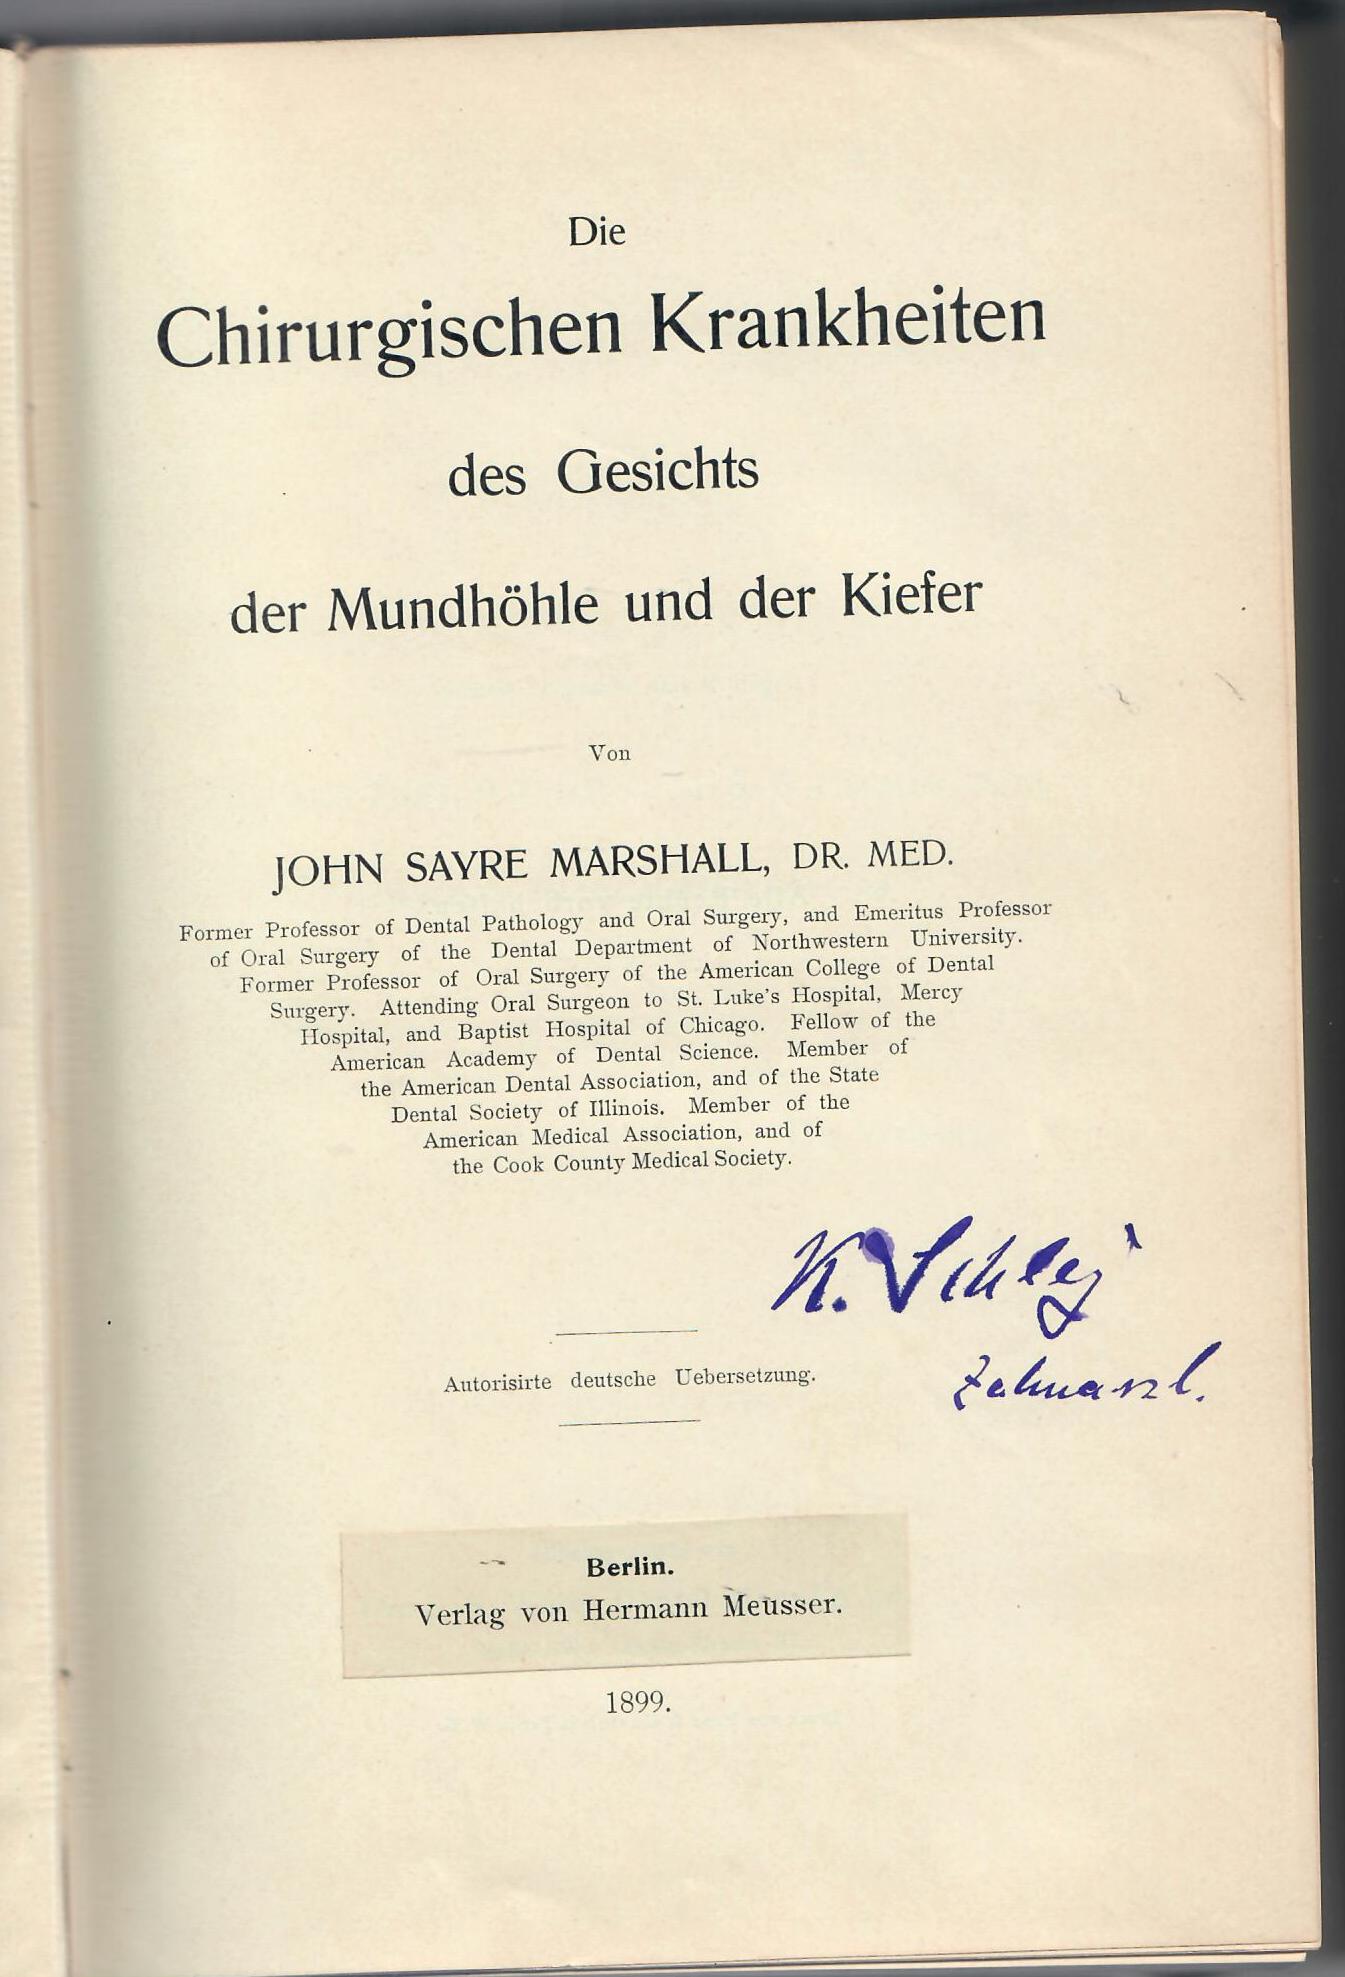 Die
Chirurgischen Krankheiten
des Gesichts
der Mundhöhle und der Kiefer
Von
JOHN SAYRE MARSHALL, DR. MED.
Former Professor of Dental Pathology and Oral Surgery, and Emeritus Professor
of Oral Surgery of the Dental Department of Northwestern University.
Former Professor of Oral Surgery of the American College of Dental
Surgery. Attending Oral Surgeon to St. Luke's Hospital, Mercy
Hospital, and Baptist Hospital of Chicago. Fellow of the
American Academy of Dental Science. Member of
the American Dental Association, and of the State
Dental Society of Illinois. Member of the
American Medical Association, and of
the Cook County Medical Society.
K.
Zahnarzt.
Autorisirte deutsche Uebersetzung.
Berlin.
Verlag von Hermann Meusser.
1899.